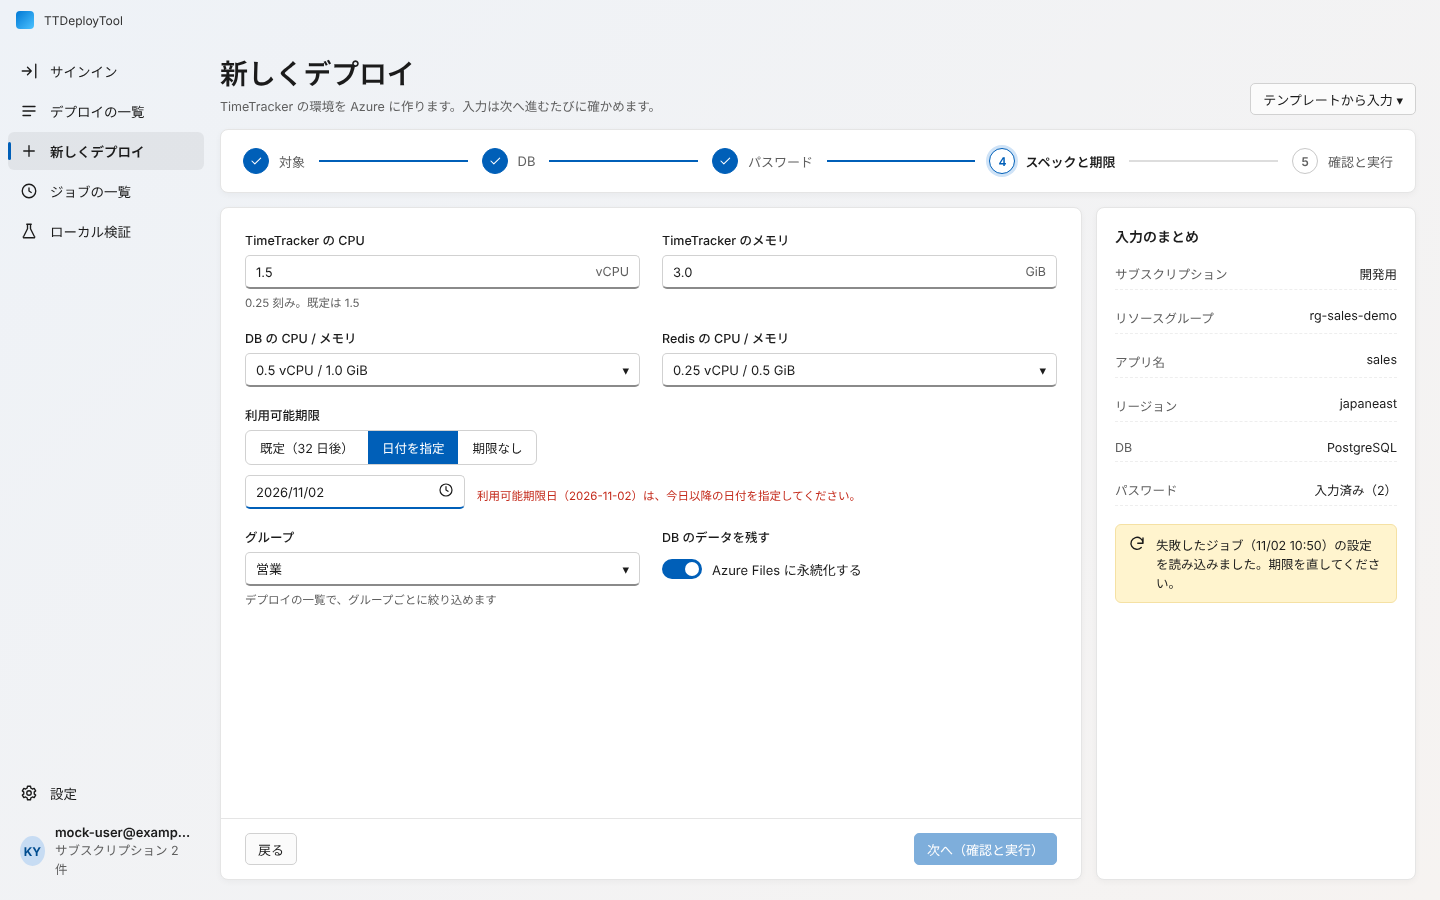 TTDeployTool
サインイン
デプロイの一覧
新しくデプロイ
ジョブの一覧
ローカル検証
設定
KY
mock-user@examp...
サブスクリプション 2
件
新しくデプロイ
TimeTracker の環境を Azure に作ります。入力は次へ進むたびに確かめます。
テンプレートから入力 ▾
対象
DB
パスワード
4 スペックと期限
5 確認と実行
TimeTracker の CPU
1.5 vCPU
0.25 刻み。既定は 1.5
TimeTracker のメモリ
3.0 GiB
DB の CPU / メモリ
0.5 vCPU / 1.0 GiB ▾
Redis の CPU / メモリ
0.25 vCPU / 0.5 GiB ▾
利用可能期限
既定（32 日後） 日付を指定 期限なし
2026/11/02
利用可能期限日（2026-11-02）は、今日以降の日付を指定してください。
グループ
営業 ▾
デプロイの一覧で、グループごとに絞り込めます
DB のデータを残す
Azure Files に永続化する
戻る
次へ（確認と実行）
入力のまとめ
サブスクリプション 開発用
リソースグループ rg-sales-demo
アプリ名 sales
リージョン japaneast
DB PostgreSQL
パスワード 入力済み（2）
失敗したジョブ（11/02 10:50）の設定
を読み込みました。期限を直してくださ
い。